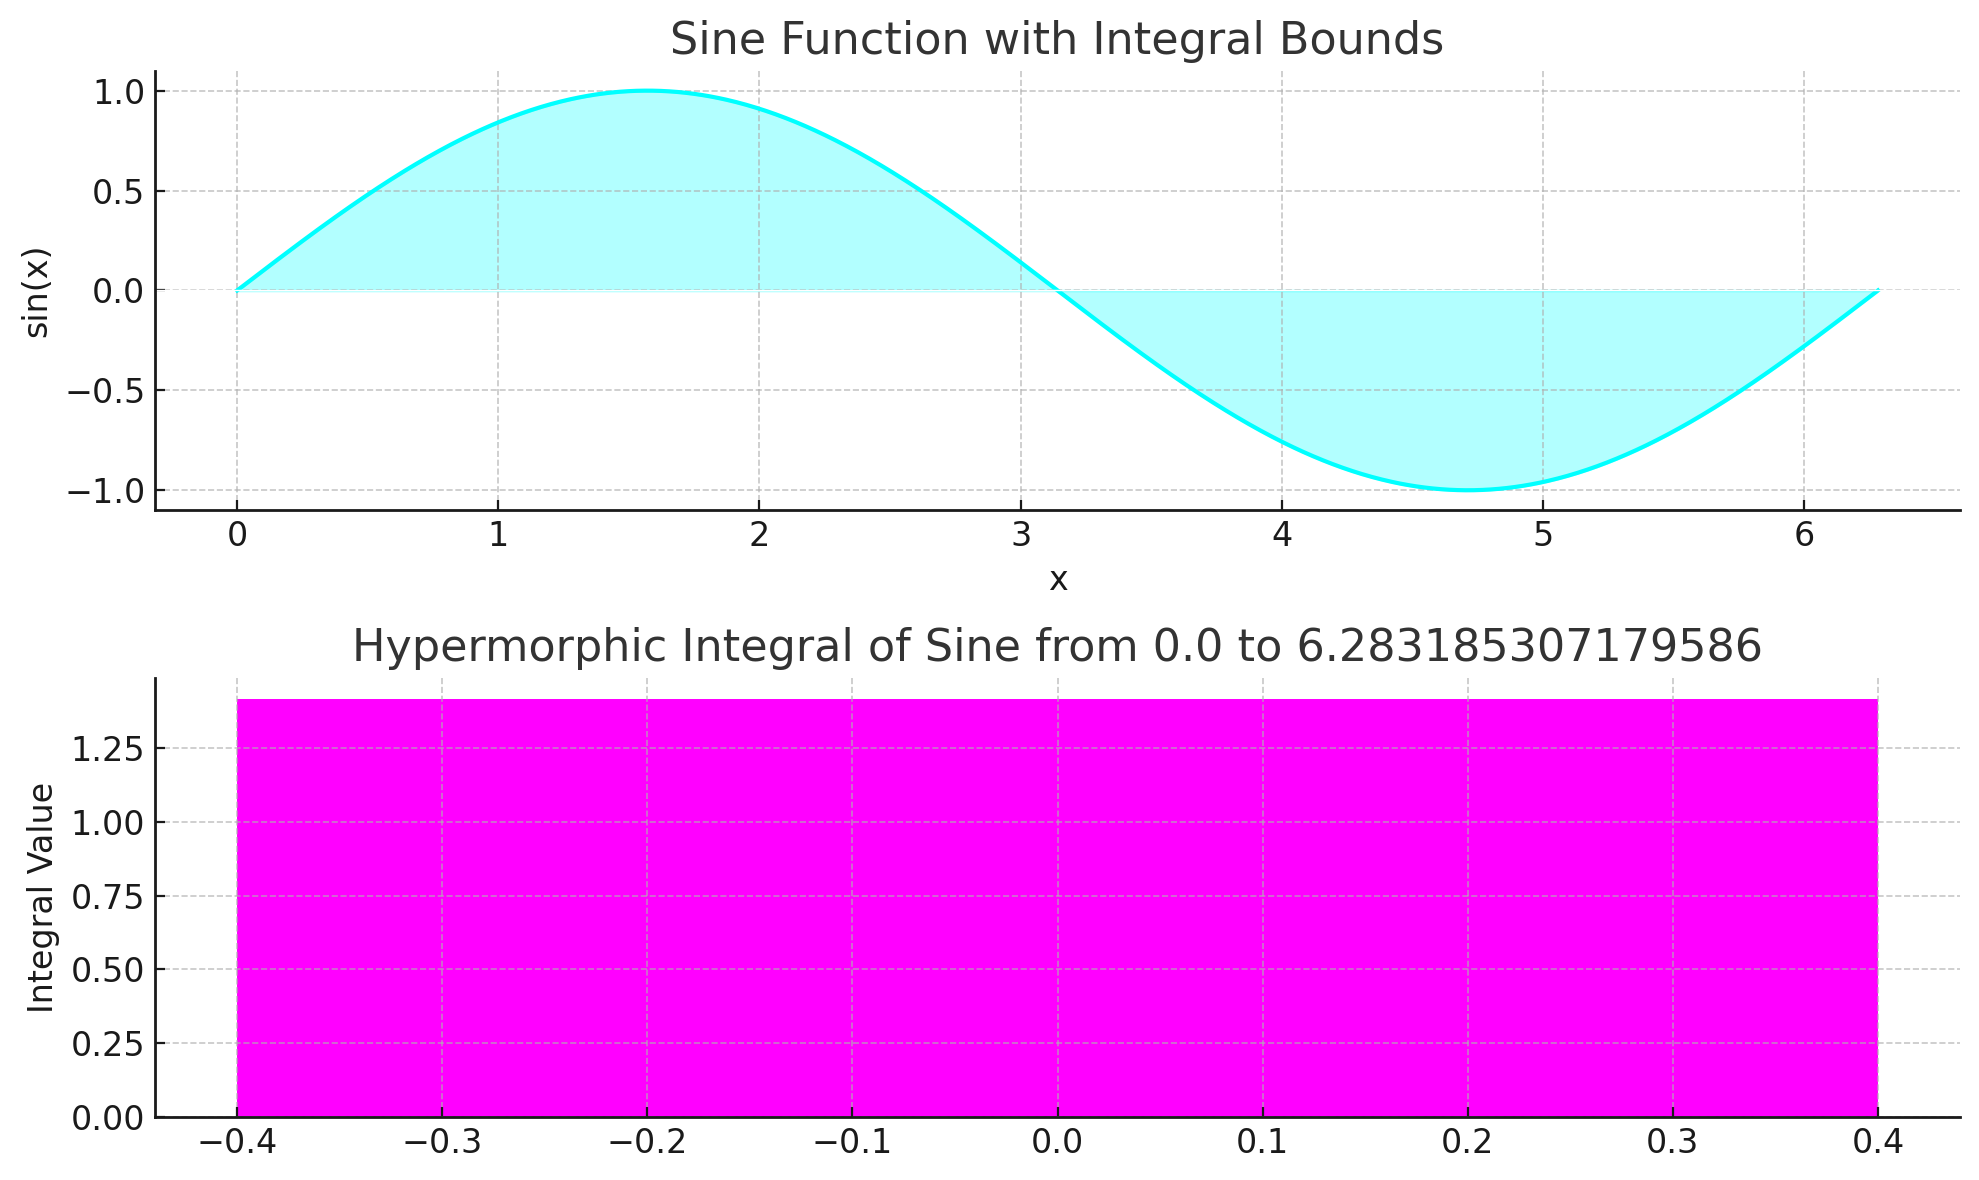 Sine Function with Integral Bounds
1.0
0.5
0.0
−0.5
−1.0
sin(x)
0 1 2 3 4 5 6
x
Hypermorphic Integral of Sine from 0.0 to 6.283185307179586
1.25
1.00
0.75
0.50
0.25
0.00
Integral Value
−0.4 −0.3 −0.2 −0.1 0.0 0.1 0.2 0.3 0.4